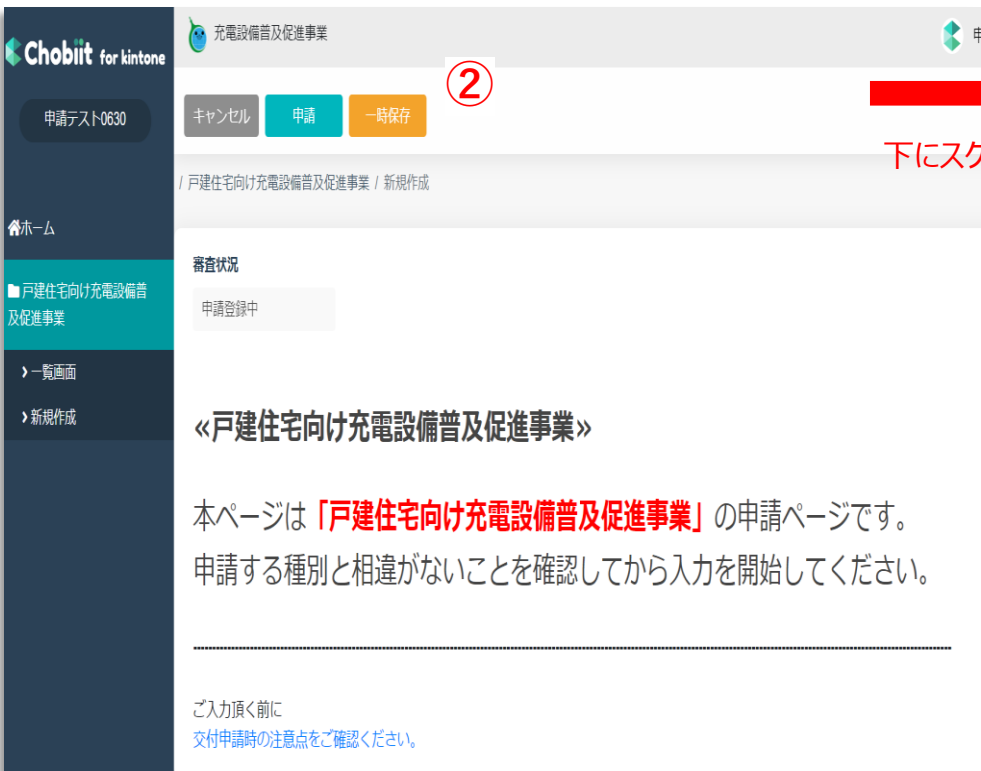 Chobiit for kintone
申請テスト0630
ホーム
戸建住宅向け充電設備普
及促進事業
一覧画面
新規作成
充電設備普及促進事業
申
②
キャンセル
申請
一時保存
下にスク
/ 戸建住宅向け充電設備普及促進事業 / 新規作成
審査状況
申請登録中
«戸建住宅向け充電設備普及促進事業»
本ページは「戸建住宅向け充電設備普及促進事業」の申請ページです。
申請する種別と相違がないことを確認してから入力を開始してください。
ご入力頂く前に
交付申請時の注意点をご確認ください。